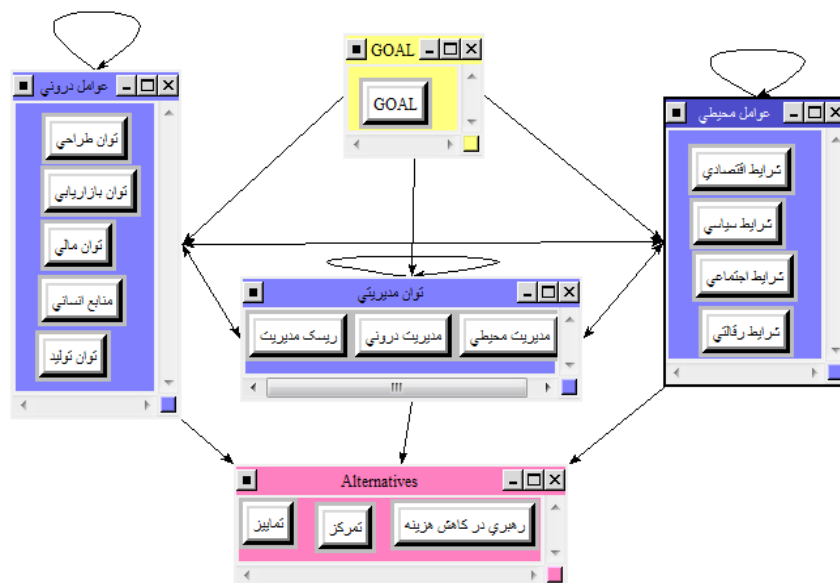 GOAL
GOAL
عوامل دروني
توان طراحي
توان بازاريابي
توان مالي
منابع انساني
توان توليد
عوامل محيطي
شرايط اقتصادي
شرايط سياسي
شرايط اجتماعي
شرايط رقالتي
توان مديريتي
ريسک مديريت
مديريت دروني
مديريت محيطي
Alternatives
تمايز
تمرکز
رهبري در کاهش هزينه